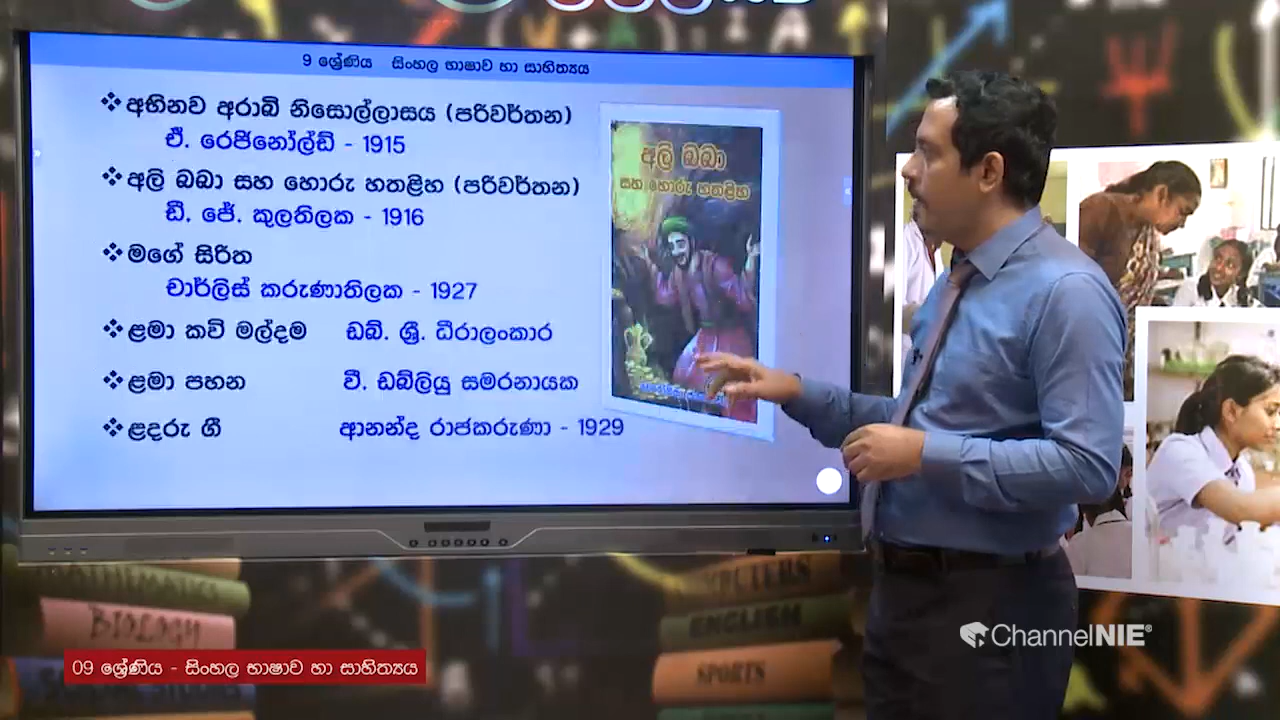 9 ශ්‍රේණිය සිංහල භාෂාව හා සාහිත්‍යය
❖ අභිනව අරාබි නිසොල්ලාසය (පරිවර්තන)
ඒ. රෙජිනෝල්ඩ් - 1915
❖ අලි බබා සහ හොරු හතළිහ (පරිවර්තන)
ඩී. ජේ. කුලතිලක - 1916
❖ මගේ සිරිත
චාර්ලිස් කරුණාතිලක - 1927
❖ ළමා කවි මල්දම ඩබ්. ශ්‍රී. ධීරාලංකාර
❖ ළමා පහන වී. ඩබ්ලියු සමරනායක
❖ ළදරු ගී ආනන්ද රාජකරුණා - 1929
අලි බබා
සහ හොරු හතළිහ
MATHEMATICS
BIOLOGY
ENGLISH
SPORTS
09 ශ්‍රේණිය - සිංහල භාෂාව හා සාහිත්‍යය
ChannelNIE®